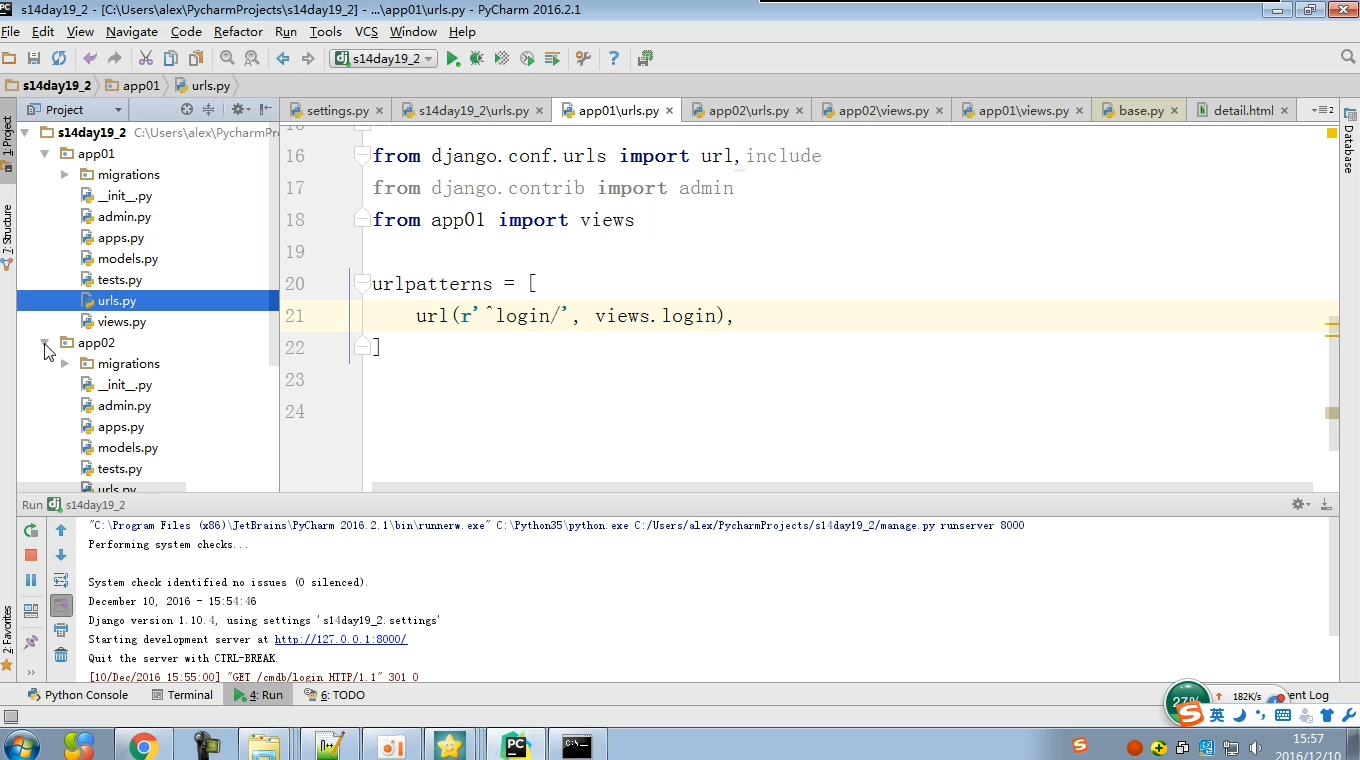 s14day19_2 - [C:\Users\alex\PycharmProjects\s14day19_2] - ...\app01\urls.py - PyCharm 2016.2.1
File Edit View Navigate Code Refactor Run Tools VCS Window Help
s14day19_2
s14day19_2 app01 urls.py
Project settings.py s14day19_2\urls.py app01\urls.py app02\urls.py app02\views.py app01\views.py base.py detail.html
1: Project
7: Structure
2: Favorites
Database
s14day19_2 C:\Users\alex\PycharmPr
app01
migrations
__init__.py
admin.py
apps.py
models.py
tests.py
urls.py
views.py
app02
migrations
__init__.py
admin.py
apps.py
models.py
tests.py
urls.py
16 from django.conf.urls import url,include
17 from django.contrib import admin
18 from app01 import views
19
20 urlpatterns = [
21 url(r'^login/', views.login),
22 ]
23
24
Run s14day19_2
"C:\Program Files (x86)\JetBrains\PyCharm 2016.2.1\bin\runnerw.exe" C:\Python35\python.exe C:/Users/alex/PycharmProjects/s14day19_2/manage.py runserver 8000
Performing system checks...
System check identified no issues (0 silenced).
December 10, 2016 - 15:54:46
Django version 1.10.4, using settings 's14day19_2.settings'
Starting development server at http://127.0.0.1:8000/
Quit the server with CTRL-BREAK.
[10/Dec/2016 15:55:00] "GET /cmdb/login HTTP/1.1" 301 0
Python Console Terminal 4: Run 6: TODO
27% 182K/s ent Log
英
15:57
2016/12/10